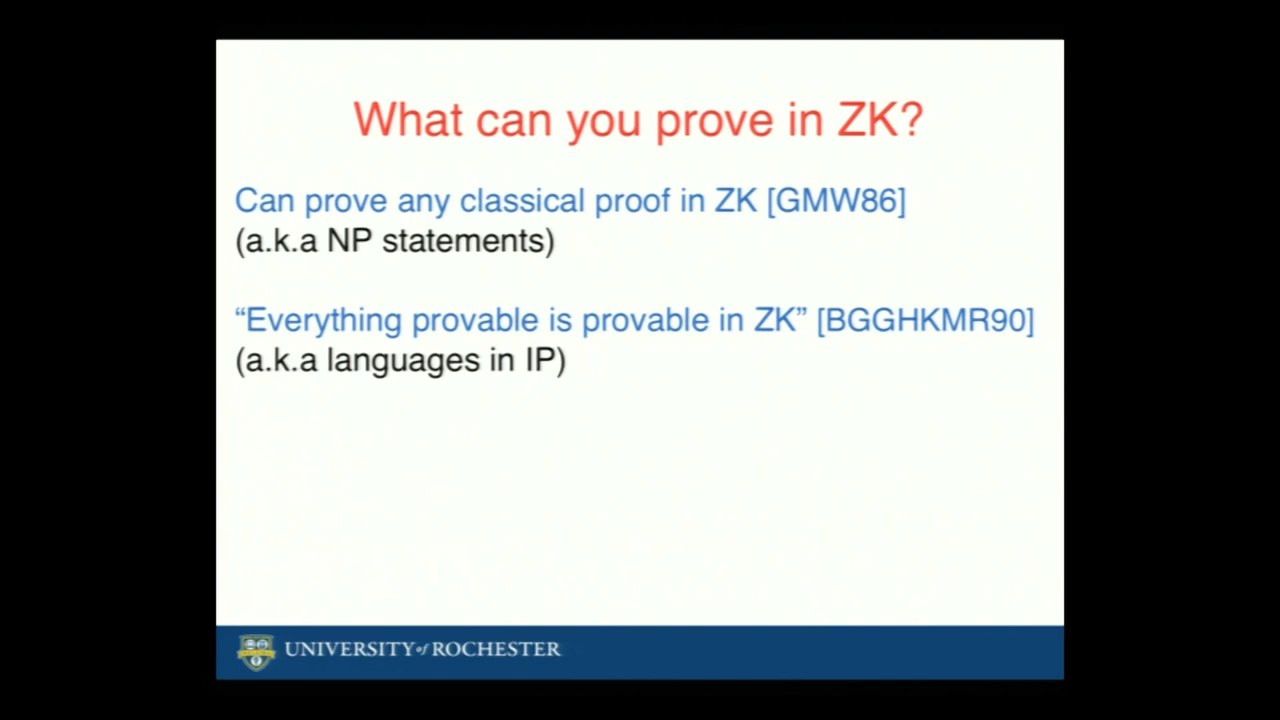 What can you prove in ZK?
Can prove any classical proof in ZK [GMW86]
(a.k.a NP statements)
“Everything provable is provable in ZK” [BGGHKMR90]
(a.k.a languages in IP)
UNIVERSITY of ROCHESTER